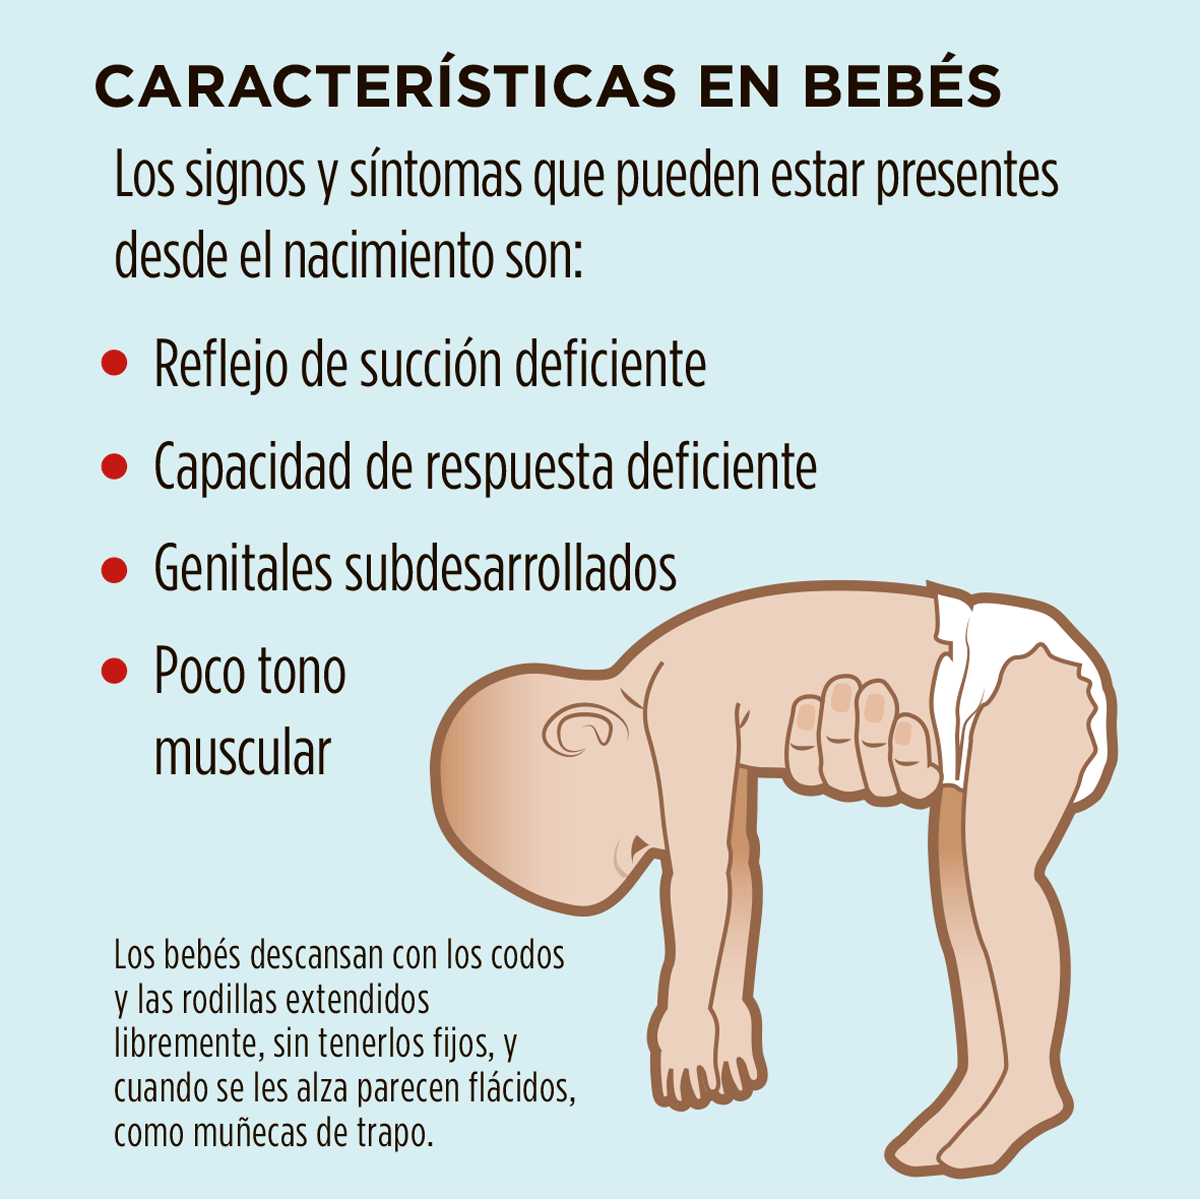 CARACTERÍSTICAS EN BEBÉS
Los signos y síntomas que pueden estar presentes
desde el nacimiento son:
• Reflejo de succión deficiente
• Capacidad de respuesta deficiente
• Genitales subdesarrollados
• Poco tono
muscular
Los bebés descansan con los codos
y las rodillas extendidos
libremente, sin tenerlos fijos, y
cuando se les alza parecen flácidos,
como muñecas de trapo.